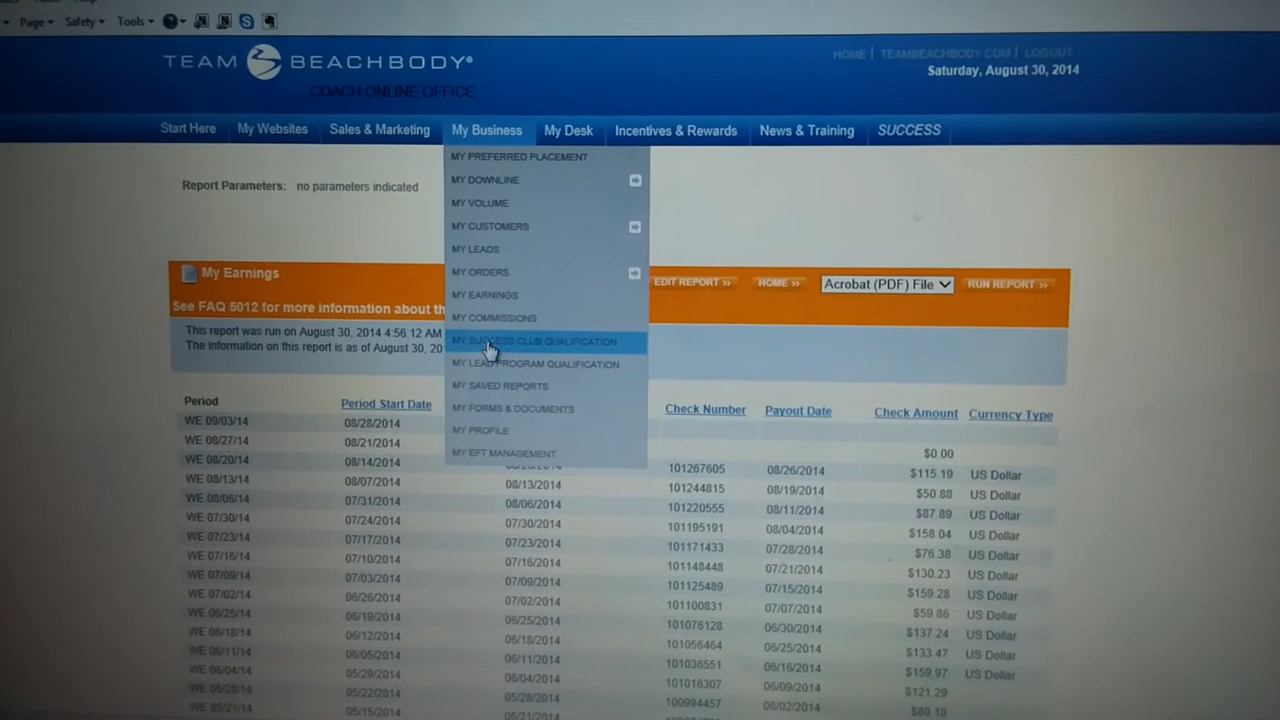 Page Safety Tools
TEAM BEACHBODY®
COACH ONLINE OFFICE
HOME | TEAMBEACHBODY.COM | LOGOUT
Saturday, August 30, 2014
Start Here My Websites Sales & Marketing My Business My Desk Incentives & Rewards News & Training SUCCESS
MY PREFERRED PLACEMENT
MY DOWNLINE
MY VOLUME
MY CUSTOMERS
MY LEADS
MY ORDERS
MY EARNINGS
MY COMMISSIONS
MY SUCCESS CLUB QUALIFICATION
MY LEAD PROGRAM QUALIFICATION
MY SAVED REPORTS
MY FORMS & DOCUMENTS
MY PROFILE
MY EFT MANAGEMENT
Report Parameters: no parameters indicated
My Earnings
EDIT REPORT >> HOME >> Acrobat (PDF) File RUN REPORT >>
See FAQ 5012 for more information about
This report was run on August 30, 2014 4:56:12 AM
The information on this report is as of August 30,
Period Period Start Date Check Number Payout Date Check Amount Currency Type
WE 09/03/14 08/28/2014
WE 08/27/14 08/21/2014 $0.00
WE 08/20/14 08/14/2014 101267605 08/26/2014 $115.19 US Dollar
WE 08/13/14 08/07/2014 08/13/2014 101244815 08/19/2014 $50.88 US Dollar
WE 08/06/14 07/31/2014 08/06/2014 101220555 08/11/2014 $87.89 US Dollar
WE 07/30/14 07/24/2014 07/30/2014 101195191 08/04/2014 $158.04 US Dollar
WE 07/23/14 07/17/2014 07/23/2014 101171433 07/28/2014 $76.38 US Dollar
WE 07/16/14 07/10/2014 07/16/2014 101148448 07/21/2014 $130.23 US Dollar
WE 07/09/14 07/03/2014 07/09/2014 101125489 07/15/2014 $159.28 US Dollar
WE 07/02/14 06/26/2014 07/02/2014 101100831 07/07/2014 $59.86 US Dollar
WE 06/25/14 06/19/2014 06/25/2014 101076128 06/30/2014 $137.24 US Dollar
WE 06/18/14 06/12/2014 06/18/2014 101056464 06/25/2014 $133.47 US Dollar
WE 06/11/14 06/05/2014 06/11/2014 101036551 06/16/2014 $159.97 US Dollar
WE 06/04/14 05/29/2014 06/04/2014 101016307 06/09/2014 $121.29
WE 05/28/14 05/22/2014 05/28/2014 100994457 06/02/2014 $89.10
WE 05/21/14 05/15/2014 05/21/2014